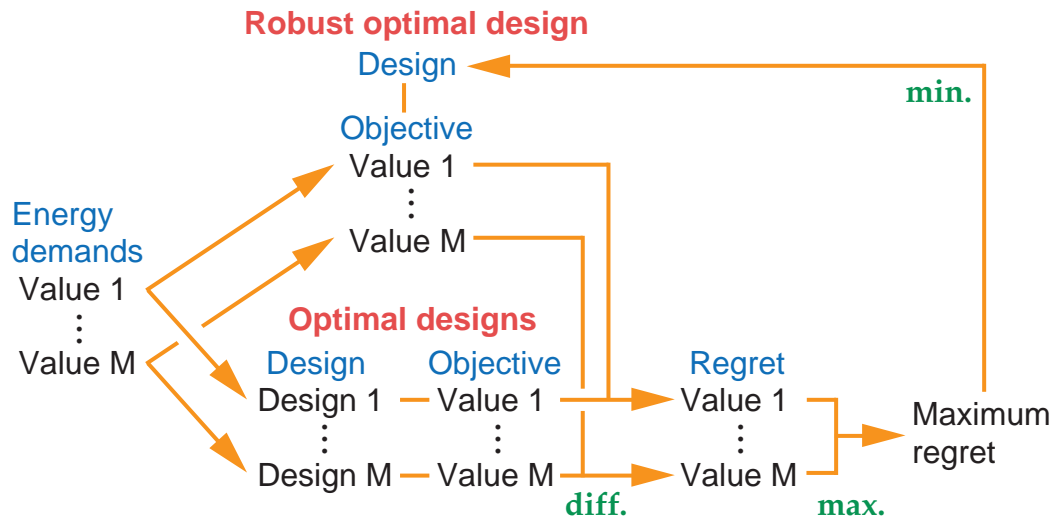 Robust optimal design
Design
min.
Objective
Value 1
Value M
Energy
demands
Value 1
Value M
Optimal designs
Design
Objective
Regret
Design 1
Value 1
Value 1
Design M
Value M
Value M
Maximum
regret
diff.
max.